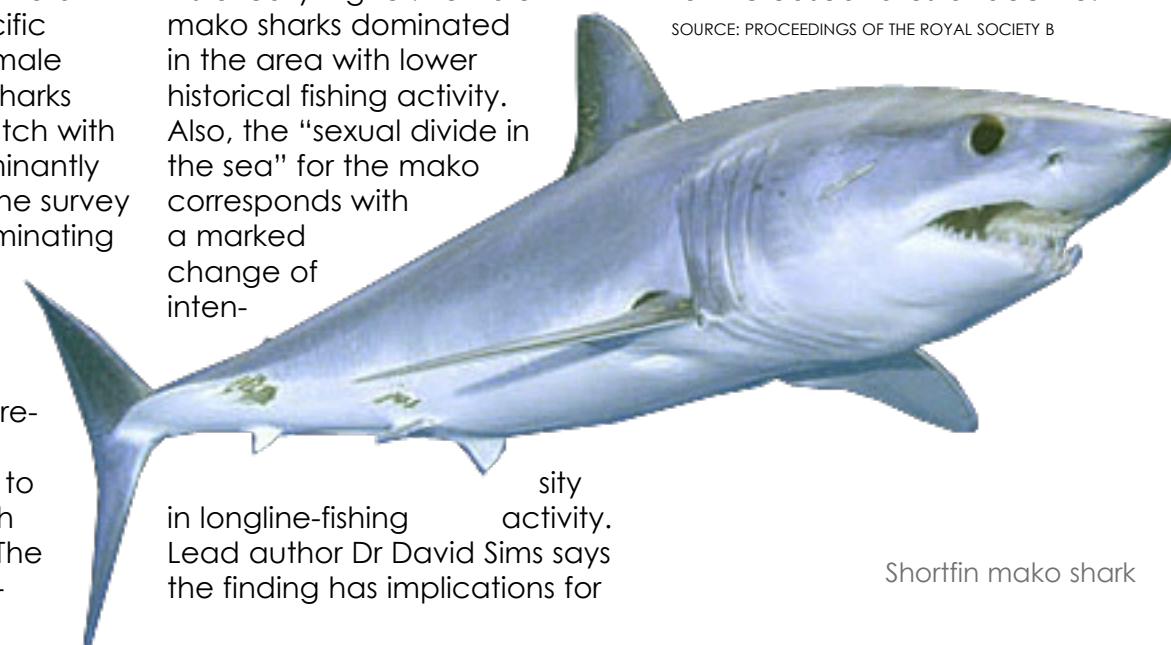 cific
male
harks
tch with
minantly
he survey
minating
re-
to
h
The
-
mako sharks dominated
in the area with lower
historical fishing activity.
Also, the “sexual divide in
the sea” for the mako
corresponds with
a marked
change of
inten-
sity
in longline-fishing activity.
Lead author Dr David Sims says
the finding has implications for
SOURCE: PROCEEDINGS OF THE ROYAL SOCIETY B
Shortfin mako shark